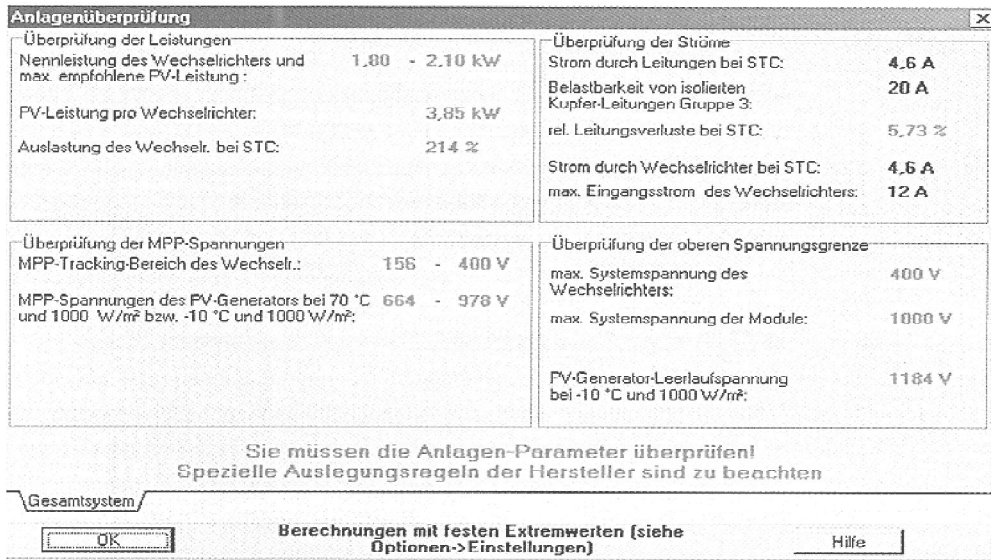 Anlagenüberprüfung
Überprüfung der Leistungen
Nennleistung des Wechselrichters und 1,80 - 2,10 kW
max. empfohlene PV-Leistung :
PV-Leistung pro Wechselrichter: 3,85 kW
Auslastung des Wechselr. bei STC: 214 %
Überprüfung der Ströme
Strom durch Leitungen bei STC: 4,6 A
Belastbarkeit von isolierten 20 A
Kupfer-Leitungen Gruppe 3:
rel. Leitungsverluste bei STC: 5,73 %
Strom durch Wechselrichter bei STC: 4,6 A
max. Eingangsstrom des Wechselrichters: 12 A
Überprüfung der MPP-Spannungen
MPP-Tracking-Bereich des Wechselr.: 156 - 400 V
MPP-Spannungen des PV-Generators bei 70 °C 664 - 978 V
und 1000 W/m² bzw. -10 °C und 1000 W/m²:
Überprüfung der oberen Spannungsgrenze
max. Systemspannung des 400 V
Wechselrichters:
max. Systemspannung der Module: 1000 V
PV-Generator-Leerlaufspannung 1184 V
bei -10 °C und 1000 W/m²:
Sie müssen die Anlagen-Parameter überprüfen!
Spezielle Auslegungsregeln der Hersteller sind zu beachten
Gesamtsystem
OK
Berechnungen mit festen Extremwerten (siehe
Optionen->Einstellungen)
Hilfe